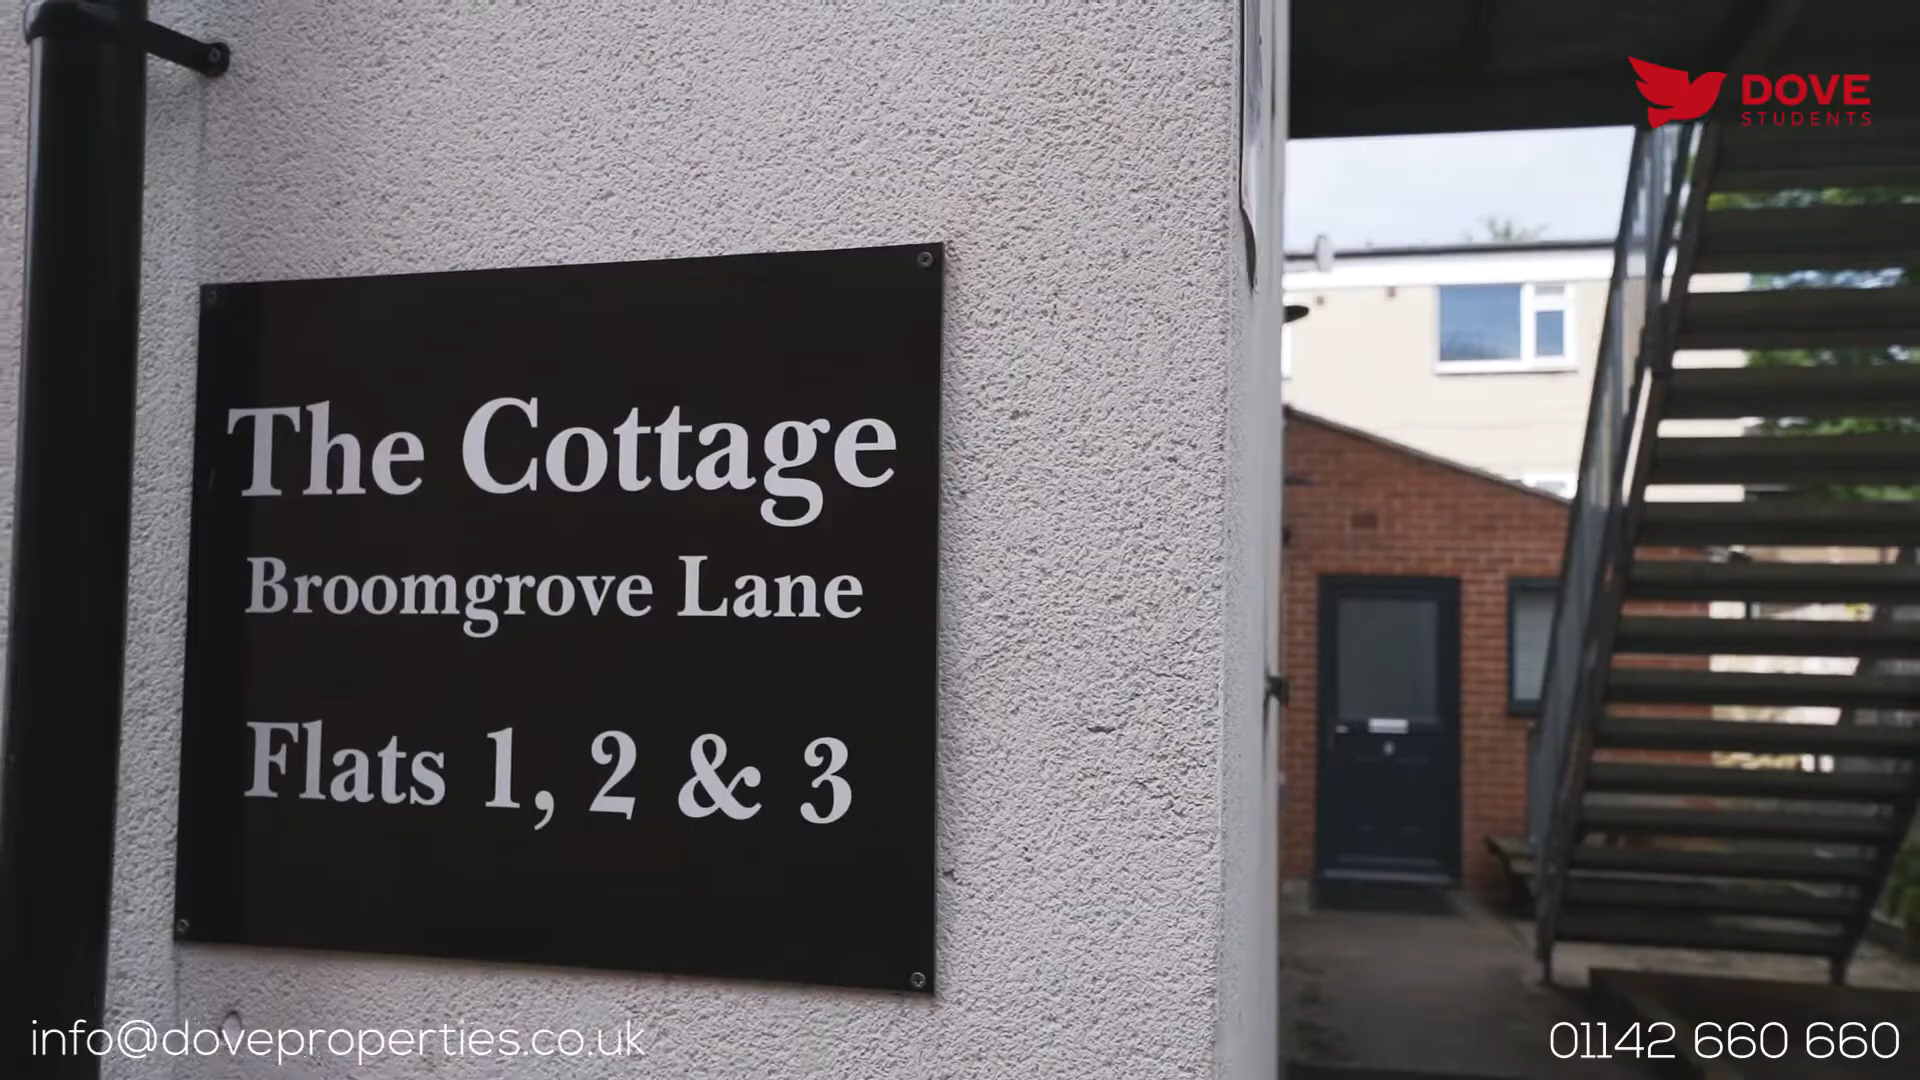 DOVE
STUDENTS
The Cottage
Broomgrove Lane
Flats 1, 2 & 3
info@doveproperties.co.uk
01142 660 660